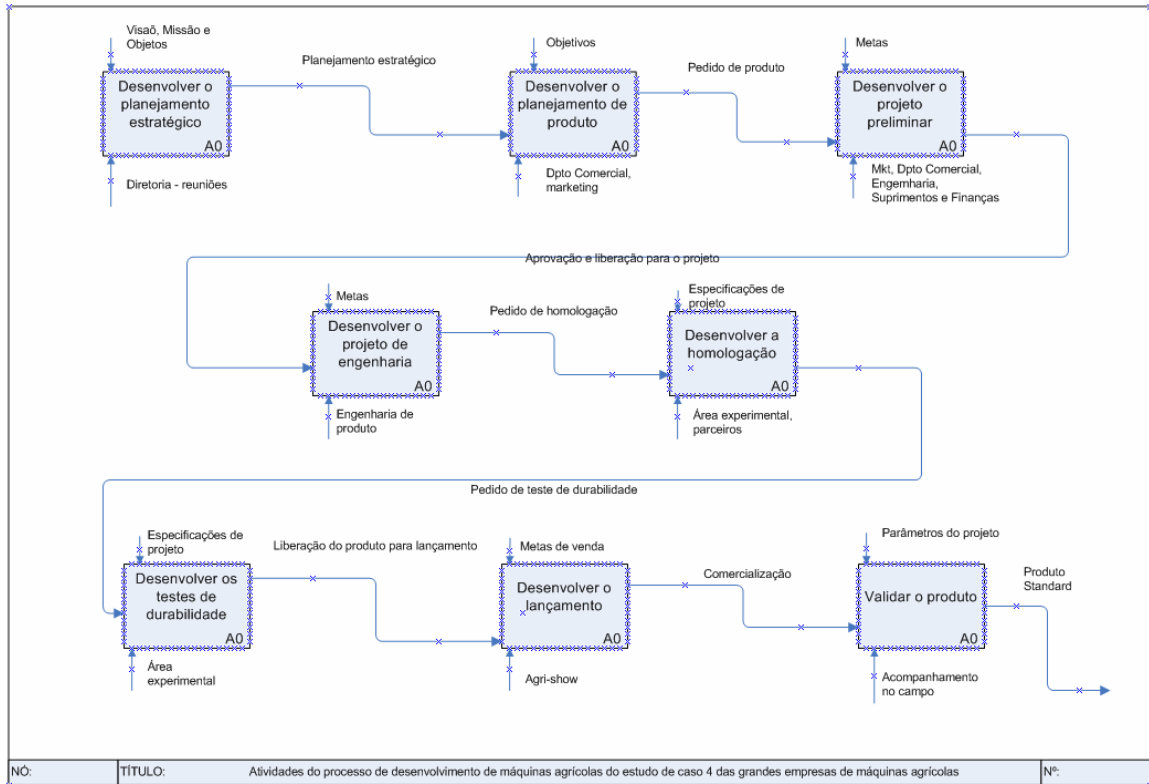 Visaõ, Missão e
Objetos
Planejamento estratégico
Objetivos
Pedido de produto
Metas
Desenvolver o
planejamento
estratégico
A0
Desenvolver o
planejamento de
produto
A0
Desenvolver o
projeto
preliminar
A0
Diretoria - reuniões
Dpto Comercial,
marketing
Mkt, Dpto Comercial,
Engemharia,
Suprimentos e Finanças
Aprovação e liberação para o projeto
Metas
Pedido de homologação
Especificações de
projeto
Desenvolver o
projeto de
engenharia
A0
Desenvolver a
homologação
A0
Engenharia de
produto
Área experimental,
parceiros
Pedido de teste de durabilidade
Especificações de
projeto
Liberação do produto para lançamento
Metas de venda
Comercialização
Parâmetros do projeto
Produto
Standard
Desenvolver os
testes de
durabilidade
A0
Desenvolver o
lançamento
A0
Validar o produto
A0
Área
experimental
Agri-show
Acompanhamento
no campo
NÓ:
TÍTULO:
Atividades do processo de desenvolvimento de máquinas agrícolas do estudo de caso 4 das grandes empresas de máquinas agrícolas
Nº: